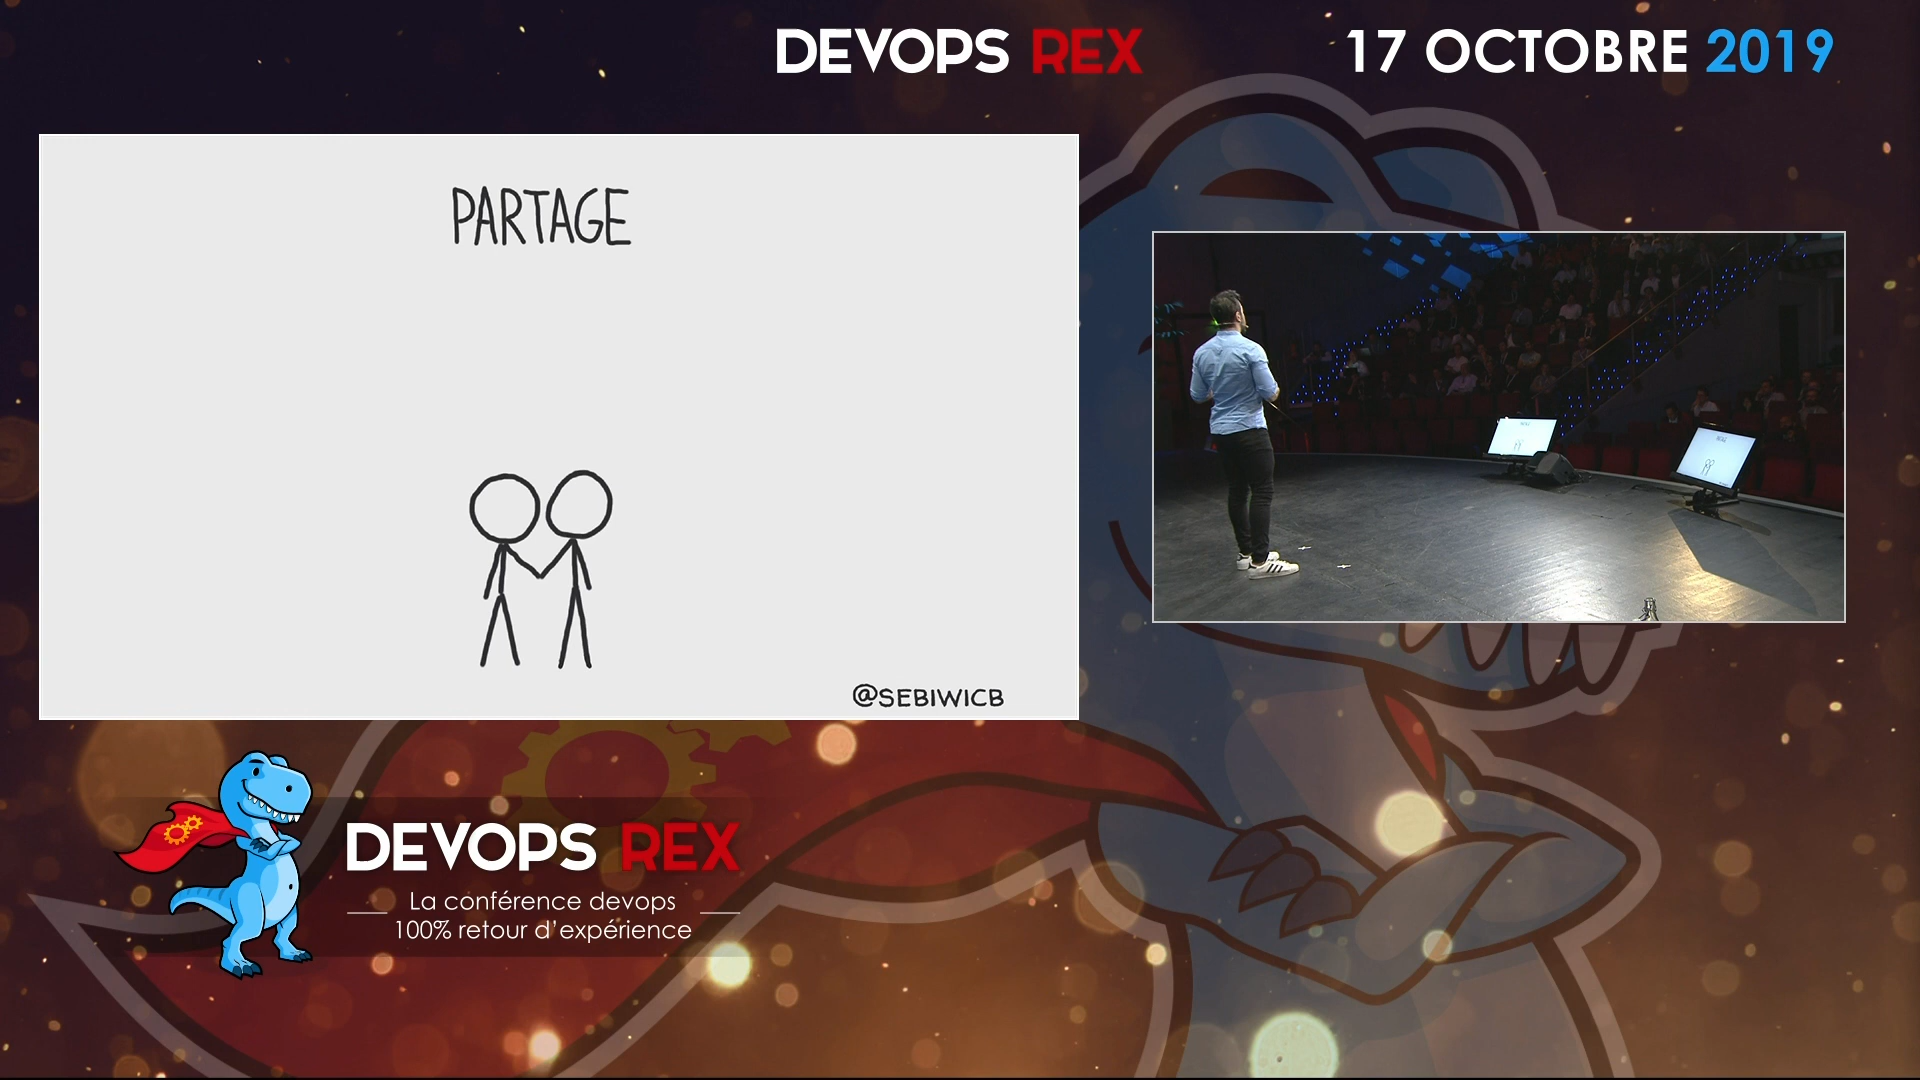 DEVOPS REX
17 OCTOBRE 2019
PARTAGE
@SEBIWICB
DEVOPS REX
La conférence devops
100% retour d'expérience